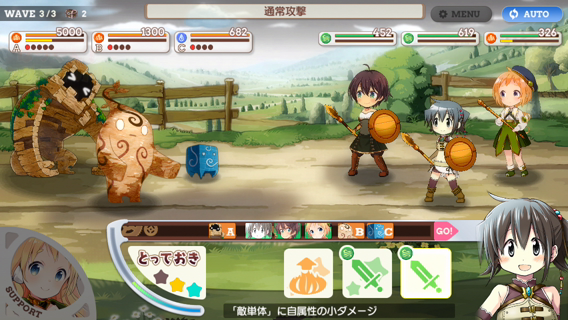 WAVE 3/3 2
通常攻撃
MENU
AUTO
5000
1300
682
452
619
326
A
B
C
A B C GO!
とっておき
SUPPORT
「敵単体」に自属性の小ダメージ